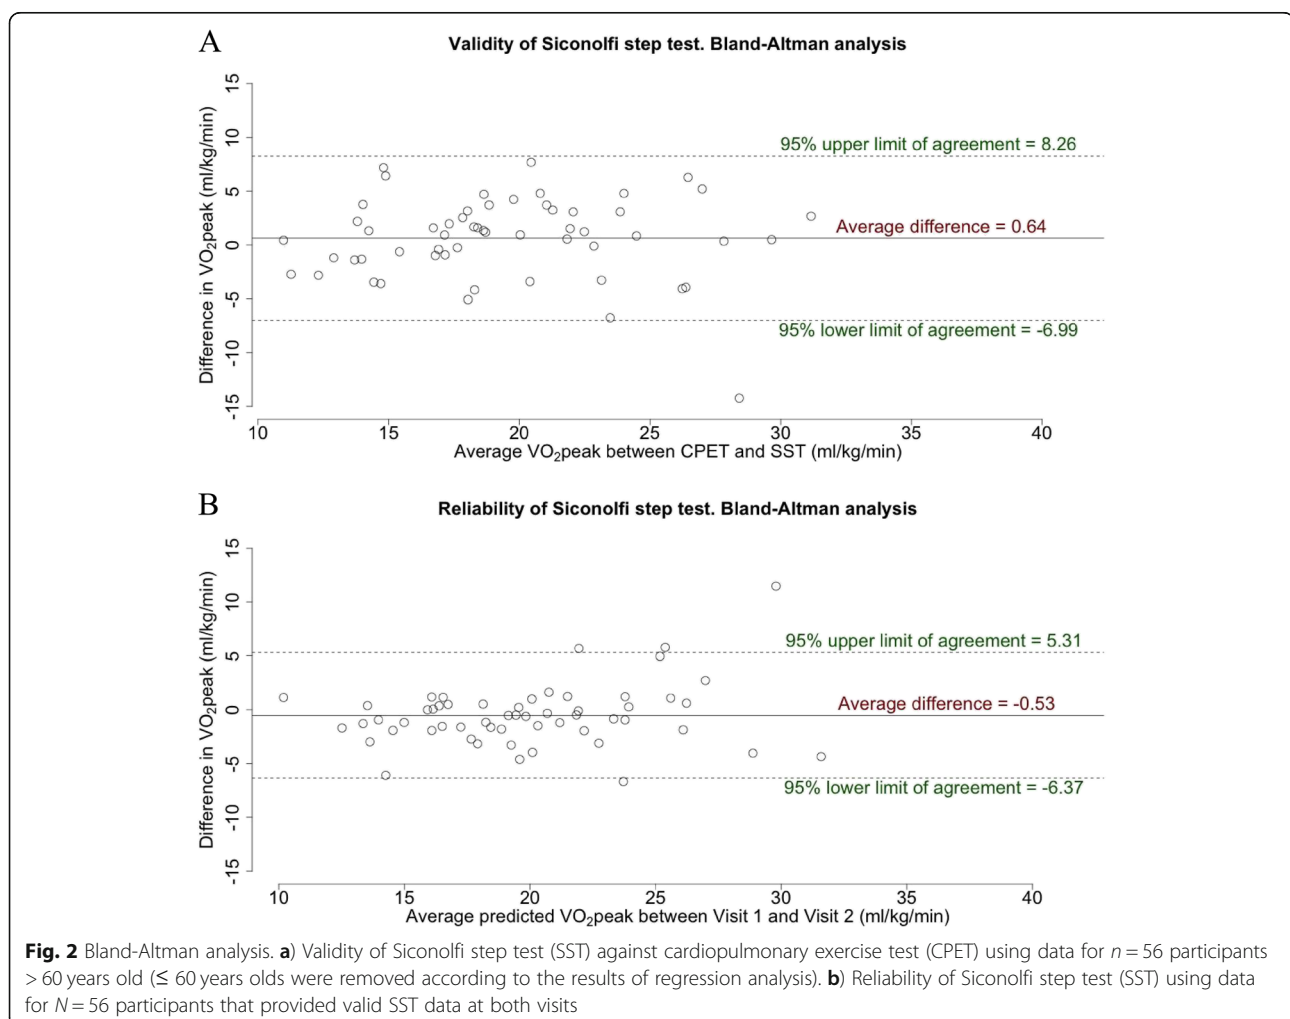 A
Validity of Siconolfi step test. Bland-Altman analysis
Difference in VO₂peak (ml/kg/min)
15
10
5
0
-5
-10
-15
95% upper limit of agreement = 8.26
Average difference = 0.64
95% lower limit of agreement = -6.99
10 15 20 25 30 35 40
Average VO₂peak between CPET and SST (ml/kg/min)
B
Reliability of Siconolfi step test. Bland-Altman analysis
Difference in VO₂peak (ml/kg/min)
15
10
5
0
-5
-10
-15
95% upper limit of agreement = 5.31
Average difference = -0.53
95% lower limit of agreement = -6.37
10 15 20 25 30 35 40
Average predicted VO₂peak between Visit 1 and Visit 2 (ml/kg/min)
Fig. 2 Bland-Altman analysis. a) Validity of Siconolfi step test (SST) against cardiopulmonary exercise test (CPET) using data for n = 56 participants
> 60 years old (≤ 60 years olds were removed according to the results of regression analysis). b) Reliability of Siconolfi step test (SST) using data
for N = 56 participants that provided valid SST data at both visits